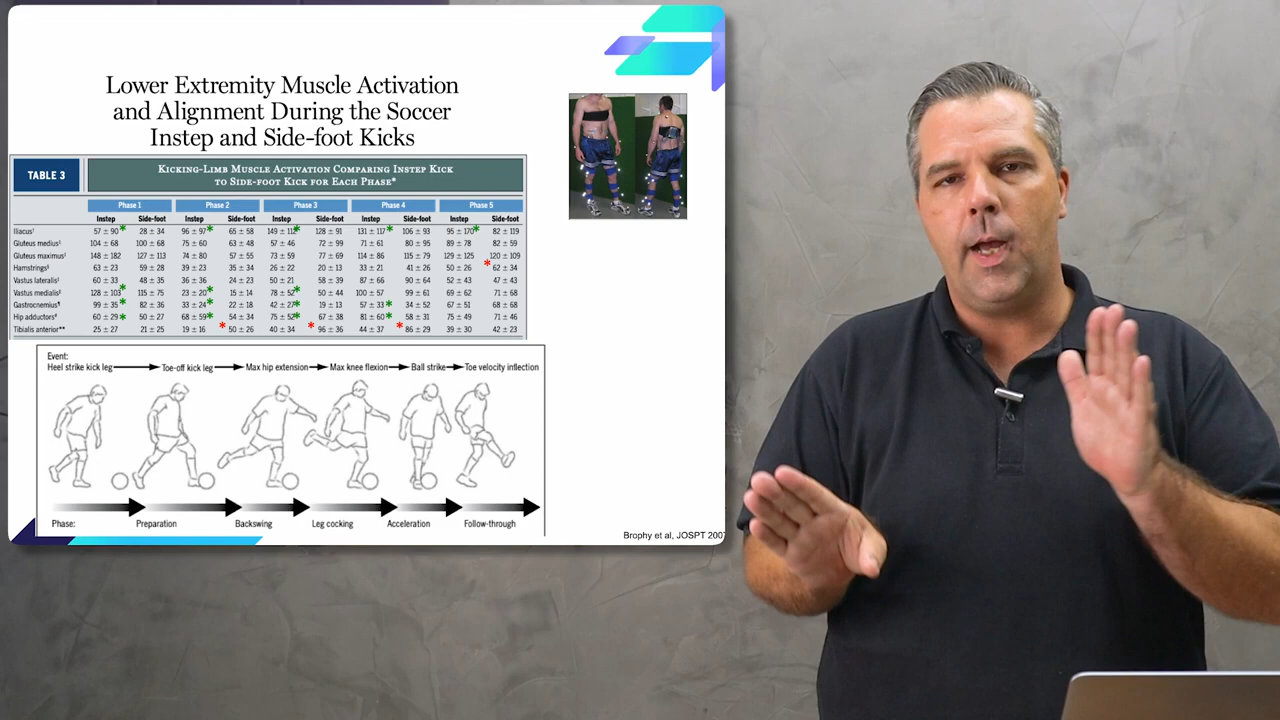 Lower Extremity Muscle Activation
and Alignment During the Soccer
Instep and Side-foot Kicks
TABLE 3
Kicking-Limb Muscle Activation Comparing Instep Kick
to Side-foot Kick for Each Phase*
Phase 1 Phase 2 Phase 3 Phase 4 Phase 5
Instep Side-foot Instep Side-foot Instep Side-foot Instep Side-foot Instep Side-foot
Iliacus† 57 ± 90* 28 ± 34 96 ± 97* 65 ± 58 149 ± 112* 128 ± 91 131 ± 117* 106 ± 93 95 ± 170* 82 ± 119
Gluteus medius‡ 104 ± 68 100 ± 68 75 ± 60 63 ± 48 57 ± 46 72 ± 99 71 ± 61 80 ± 95 89 ± 78 82 ± 59
Gluteus maximus‡ 148 ± 182 127 ± 113 74 ± 80 57 ± 55 73 ± 59 77 ± 69 114 ± 86 115 ± 79 129 ± 125 120 ± 109
Hamstrings§ 63 ± 23 59 ± 28 39 ± 23 35 ± 34 26 ± 22 20 ± 13 33 ± 21 41 ± 26 50 ± 26 * 62 ± 34
Vastus lateralis‡ 60 ± 33 48 ± 35 36 ± 36 24 ± 23 50 ± 21 58 ± 39 87 ± 66 90 ± 64 52 ± 43 47 ± 43
Vastus medialis‖ 128 ± 103* 115 ± 75 23 ± 20* 15 ± 14 78 ± 52* 50 ± 44 100 ± 57 99 ± 61 69 ± 62 71 ± 68
Gastrocnemius¶ 99 ± 35* 82 ± 36 33 ± 24* 22 ± 18 42 ± 27* 19 ± 13 57 ± 33* 34 ± 52 67 ± 51 68 ± 68
Hip adductors# 60 ± 29* 50 ± 27 68 ± 59* 54 ± 34 75 ± 52* 67 ± 38 81 ± 60* 58 ± 31 75 ± 49 71 ± 46
Tibialis anterior** 25 ± 27 21 ± 25 19 ± 16 * 50 ± 26 40 ± 34 * 96 ± 36 44 ± 37 * 86 ± 29 39 ± 30 42 ± 23
Event:
Heel strike kick leg Toe-off kick leg Max hip extension Max knee flexion Ball strike Toe velocity inflection
Phase: Preparation Backswing Leg cocking Acceleration Follow-through
Brophy et al, JOSPT 2007